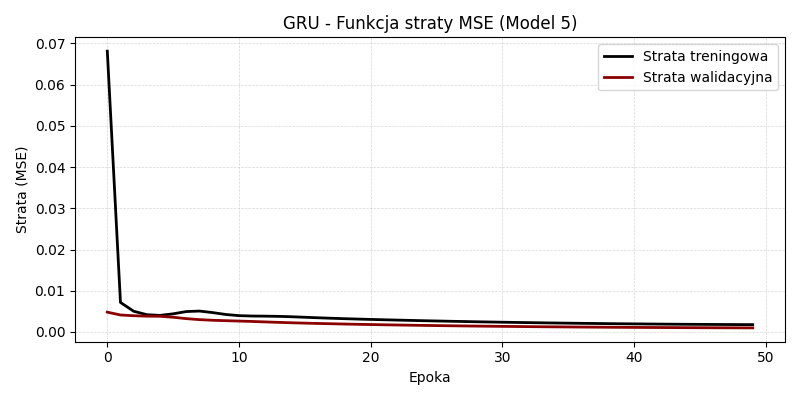 GRU - Funkcja straty MSE (Model 5)
Strata treningowa
Strata walidacyjna
Strata (MSE)
0.07
0.06
0.05
0.04
0.03
0.02
0.01
0.00
0 10 20 30 40 50
Epoka